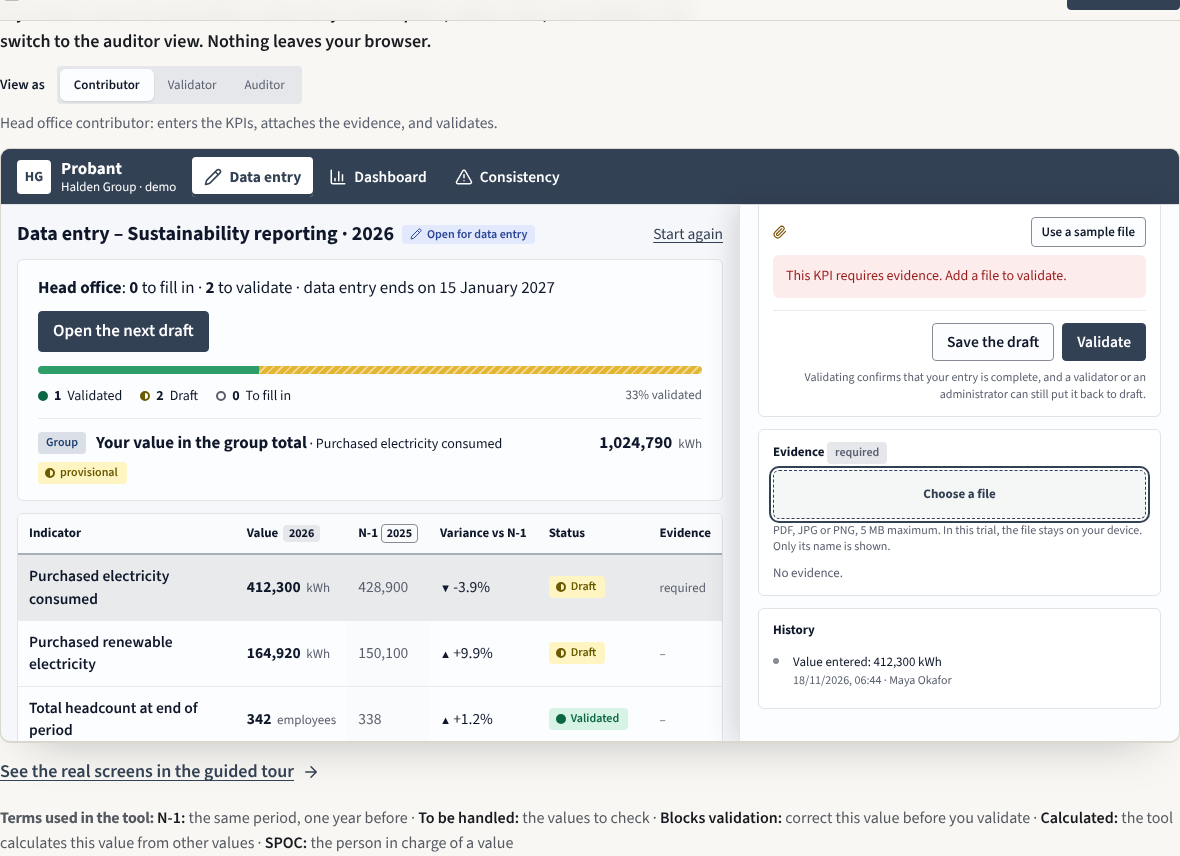 switch to the auditor view. Nothing leaves your browser.
View as
Contributor
Validator
Auditor
Head office contributor: enters the KPIs, attaches the evidence, and validates.
HG
Probant
Halden Group · demo
Data entry
Dashboard
Consistency
Data entry – Sustainability reporting · 2026
Open for data entry
Start again
Head office: 0 to fill in · 2 to validate · data entry ends on 15 January 2027
Open the next draft
1 Validated
2 Draft
0 To fill in
33% validated
Group
Your value in the group total · Purchased electricity consumed
1,024,790 kWh
provisional
Indicator
Value 2026
N-1 2025
Variance vs N-1
Status
Evidence
Purchased electricity
consumed
412,300 kWh
428,900
▼ -3.9%
Draft
required
Purchased renewable
electricity
164,920 kWh
150,100
▲ +9.9%
Draft
–
Total headcount at end of
period
342 employees
338
▲ +1.2%
Validated
–
Use a sample file
This KPI requires evidence. Add a file to validate.
Save the draft
Validate
Validating confirms that your entry is complete, and a validator or an
administrator can still put it back to draft.
Evidence required
Choose a file
PDF, JPG or PNG, 5 MB maximum. In this trial, the file stays on your device.
Only its name is shown.
No evidence.
History
Value entered: 412,300 kWh
18/11/2026, 06:44 · Maya Okafor
See the real screens in the guided tour →
Terms used in the tool: N-1: the same period, one year before · To be handled: the values to check · Blocks validation: correct this value before you validate · Calculated: the tool
calculates this value from other values · SPOC: the person in charge of a value